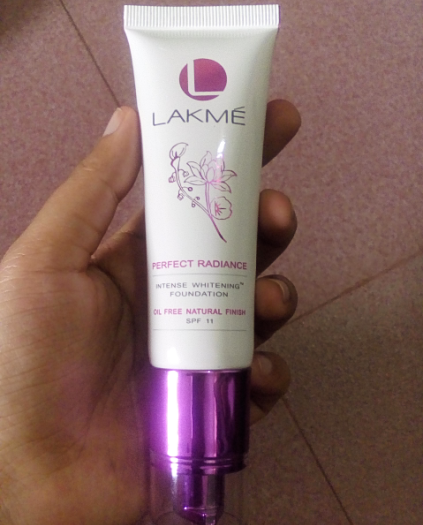 L
LAKMÉ
PERFECT RADIANCE
INTENSE WHITENING™
FOUNDATION
OIL FREE NATURAL FINISH
SPF 11